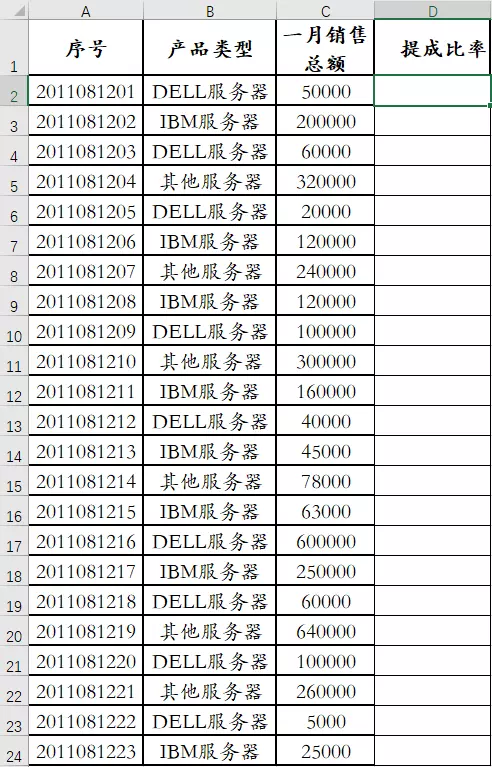 A B C D
1 序号 产品类型 一月销售 提成比率
总额
2 2011081201 DELL服务器 50000
3 2011081202 IBM服务器 200000
4 2011081203 DELL服务器 60000
5 2011081204 其他服务器 320000
6 2011081205 DELL服务器 20000
7 2011081206 IBM服务器 120000
8 2011081207 其他服务器 240000
9 2011081208 IBM服务器 120000
10 2011081209 DELL服务器 100000
11 2011081210 其他服务器 300000
12 2011081211 IBM服务器 160000
13 2011081212 DELL服务器 40000
14 2011081213 IBM服务器 45000
15 2011081214 其他服务器 78000
16 2011081215 IBM服务器 63000
17 2011081216 DELL服务器 600000
18 2011081217 IBM服务器 250000
19 2011081218 DELL服务器 60000
20 2011081219 其他服务器 640000
21 2011081220 DELL服务器 100000
22 2011081221 其他服务器 260000
23 2011081222 DELL服务器 5000
24 2011081223 IBM服务器 25000